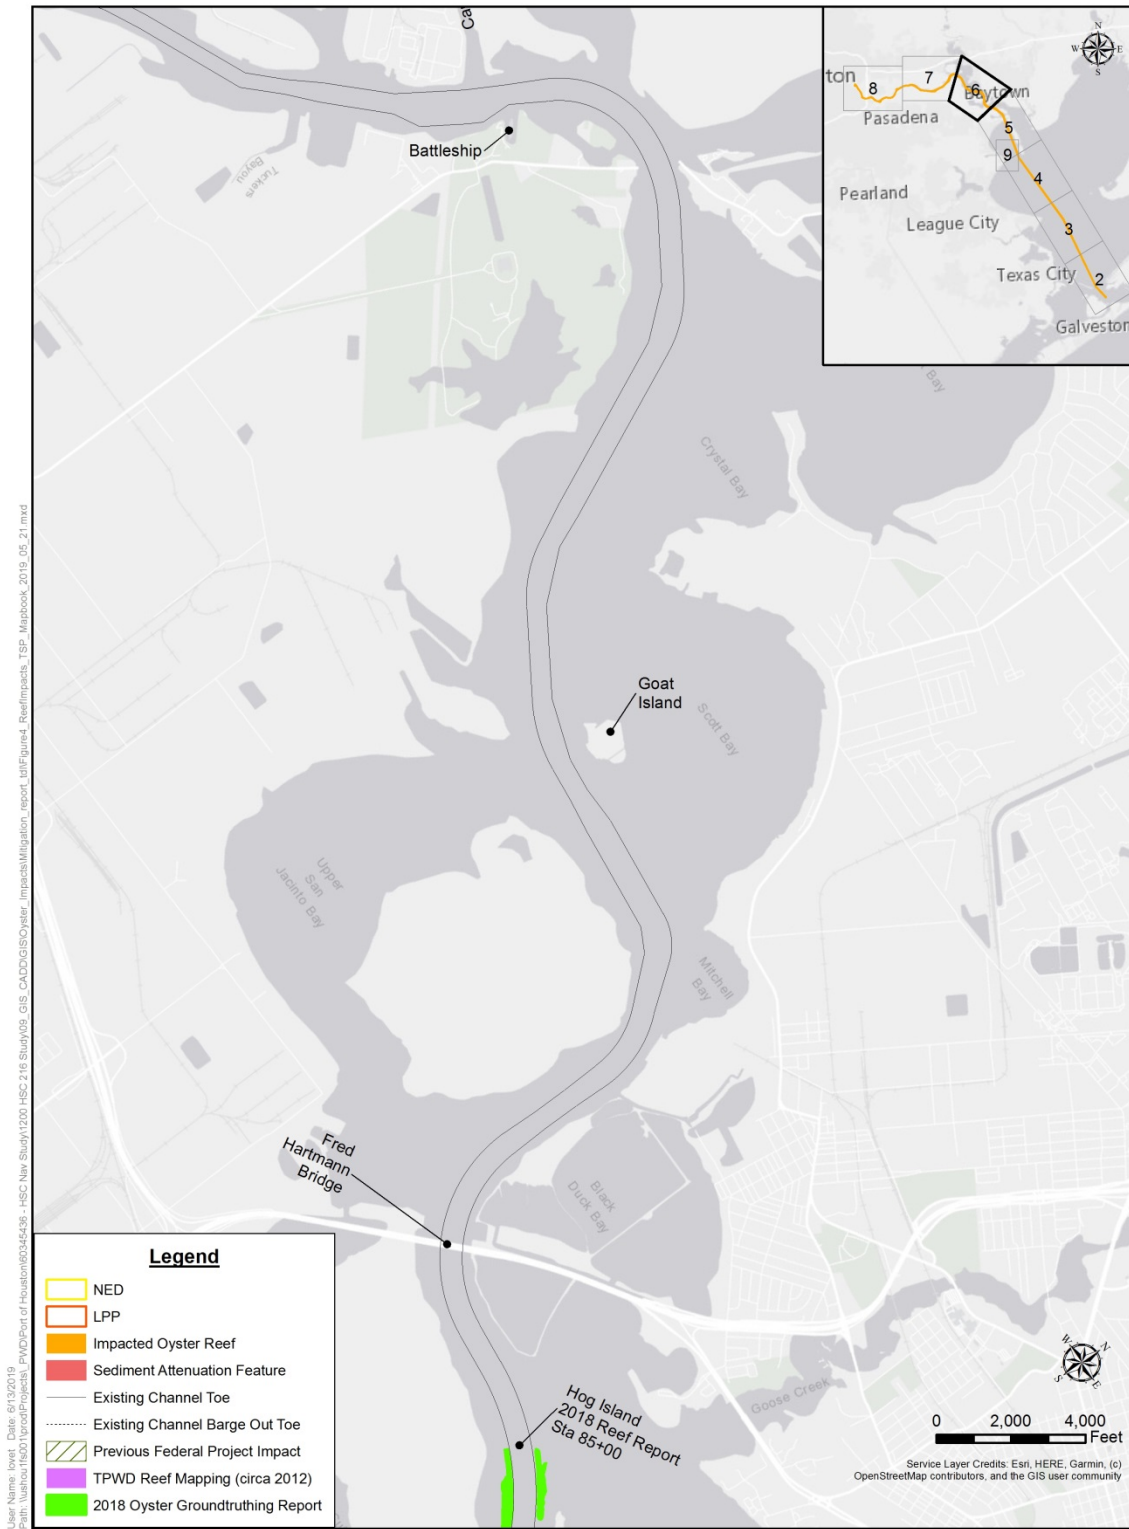 Ca
Battleship
Tuckers
Bayou
Bay
Crystal Bay
Goat
Island
Scott Bay
Upper
San
Jacinto Bay
Mitchell
Bay
Fred
Hartmann
Bridge
Black
Duck Bay
Hog Island
2018 Reef Report
Sta 85+00
Goose Creek
N
W E
S
ton
8
7
6
Baytown
Pasadena
5
9
4
Pearland
League City
3
Texas City
2
Galveston
Legend
NED
LPP
Impacted Oyster Reef
Sediment Attenuation Feature
Existing Channel Toe
Existing Channel Barge Out Toe
Previous Federal Project Impact
TPWD Reef Mapping (circa 2012)
2018 Oyster Groundtruthing Report
W N
S E
0 2,000 4,000
Feet
Service Layer Credits: Esri, HERE, Garmin, (c)
OpenStreetMap contributors, and the GIS user community
User Name: lovet Date: 6/13/2019